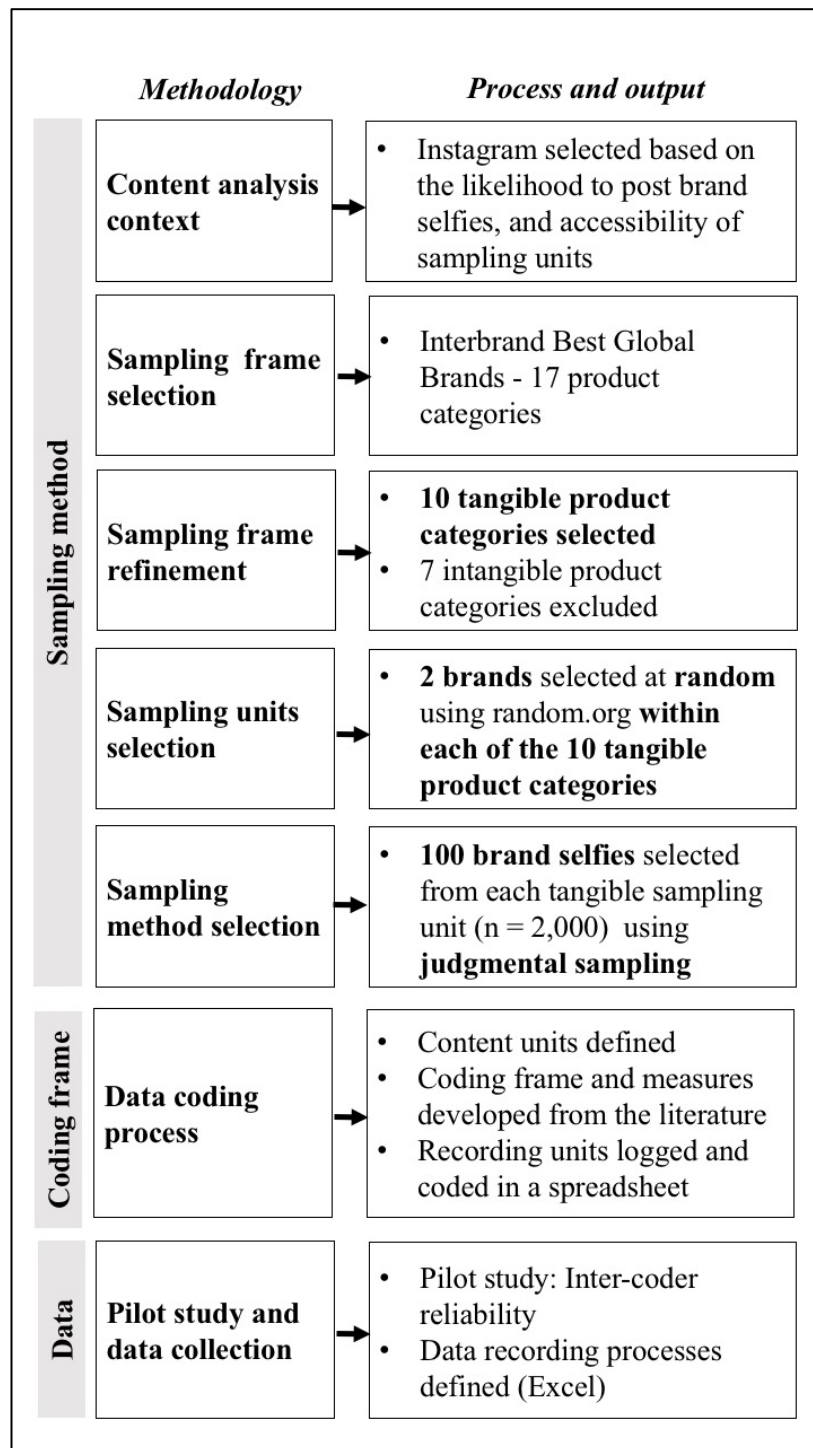 Methodology
Process and output
Sampling method
Content analysis
context
• Instagram selected based on
the likelihood to post brand
selfies, and accessibility of
sampling units
Sampling frame
selection
• Interbrand Best Global
Brands - 17 product
categories
Sampling frame
refinement
• 10 tangible product
categories selected
• 7 intangible product
categories excluded
Sampling units
selection
• 2 brands selected at random
using random.org within
each of the 10 tangible
product categories
Sampling
method selection
• 100 brand selfies selected
from each tangible sampling
unit (n = 2,000) using
judgmental sampling
Coding frame
Data coding
process
• Content units defined
• Coding frame and measures
developed from the literature
• Recording units logged and
coded in a spreadsheet
Data
Pilot study and
data collection
• Pilot study: Inter-coder
reliability
• Data recording processes
defined (Excel)